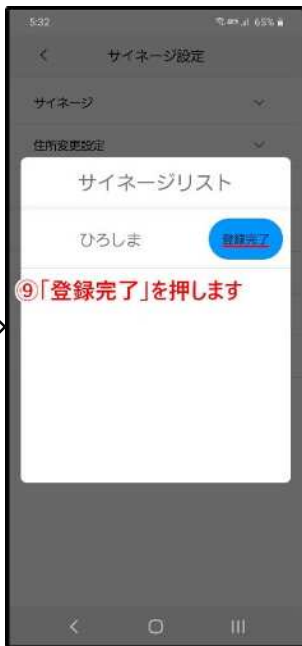 5:32
65%
サイネージ設定
サイネージ
住所変更設定
サイネージリスト
ひろしま
登録完了
⑨「登録完了」を押します